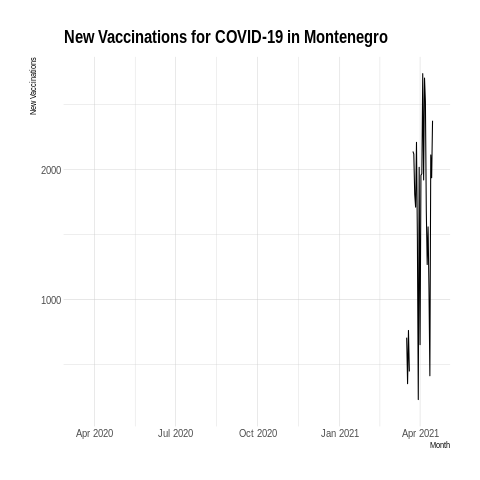 New Vaccinations for COVID-19 in Montenegro
New Vaccinations
2000
1000
Apr 2020
Jul 2020
Oct 2020
Jan 2021
Apr 2021
Month